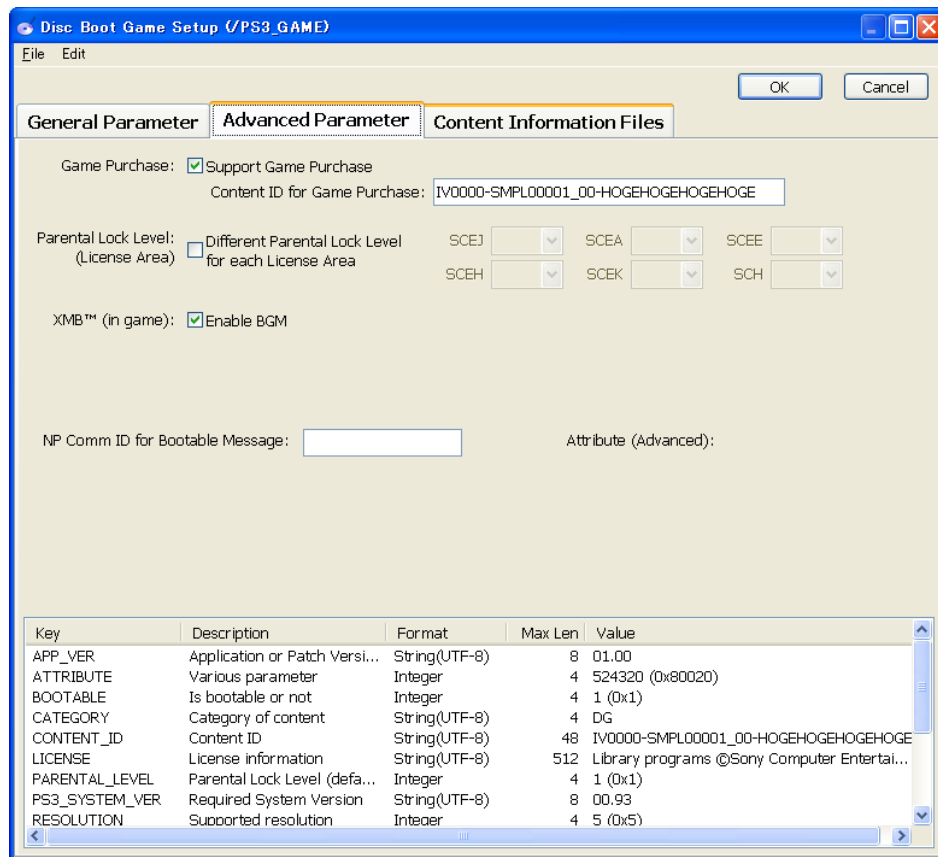 Disc Boot Game Setup (/PS3_GAME)
File Edit
OK Cancel
General Parameter Advanced Parameter Content Information Files
Game Purchase: Support Game Purchase
Content ID for Game Purchase: IV0000-SMPL00001_00-HOGEHOGEHOGEHOGE
Parental Lock Level: (License Area) Different Parental Lock Level for each License Area
SCEJ SCEA SCEE
SCEH SCEK SCH
XMB™ (in game): Enable BGM
NP Comm ID for Bootable Message: Attribute (Advanced):
Key Description Format Max Len Value
APP_VER Application or Patch Versi... String(UTF-8) 8 01.00
ATTRIBUTE Various parameter Integer 4 524320 (0x80020)
BOOTABLE Is bootable or not Integer 4 1 (0x1)
CATEGORY Category of content String(UTF-8) 4 DG
CONTENT_ID Content ID String(UTF-8) 48 IV0000-SMPL00001_00-HOGEHOGEHOGEHOGE
LICENSE License information String(UTF-8) 512 Library programs ©Sony Computer Entertai...
PARENTAL_LEVEL Parental Lock Level (defa... Integer 4 1 (0x1)
PS3_SYSTEM_VER Required System Version String(UTF-8) 8 00.93
RESOLUTION Supported resolution Integer 4 5 (0x5)